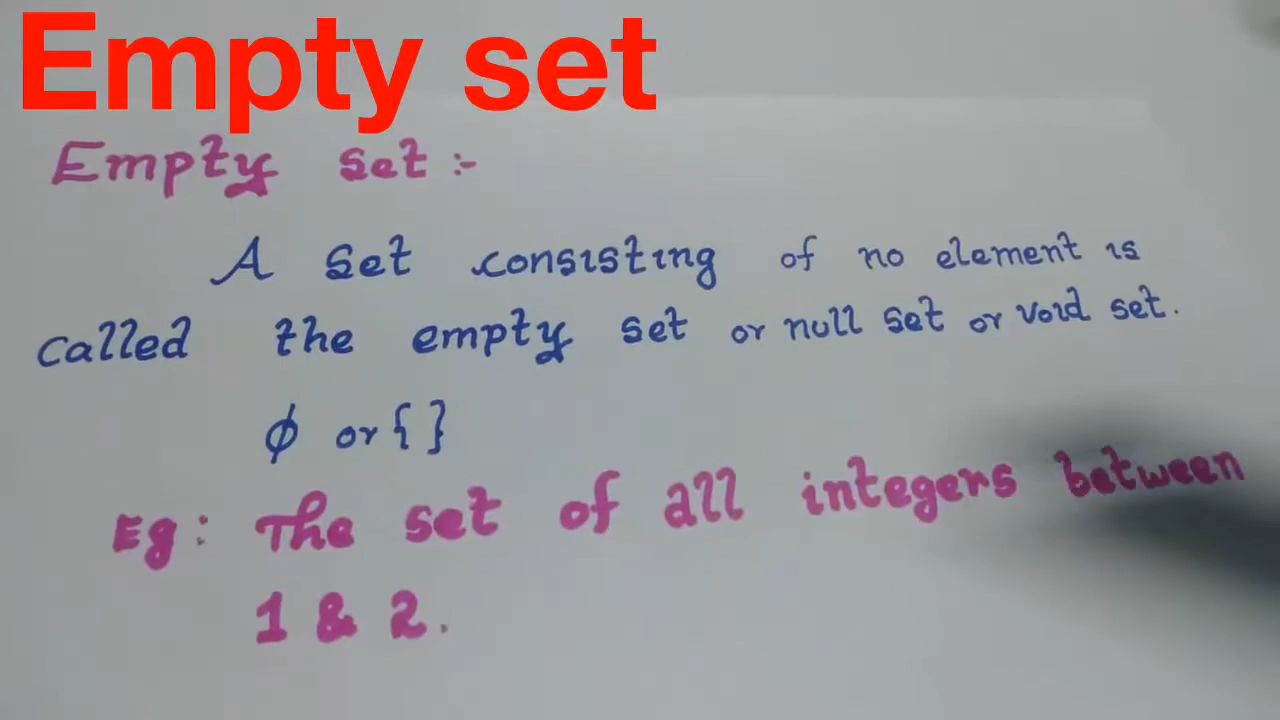 Empty set
Empty set :-
A set consisting of no element is
called the empty set or null set or void set.
ϕ or { }
Eg: The set of all integers between
1 & 2.